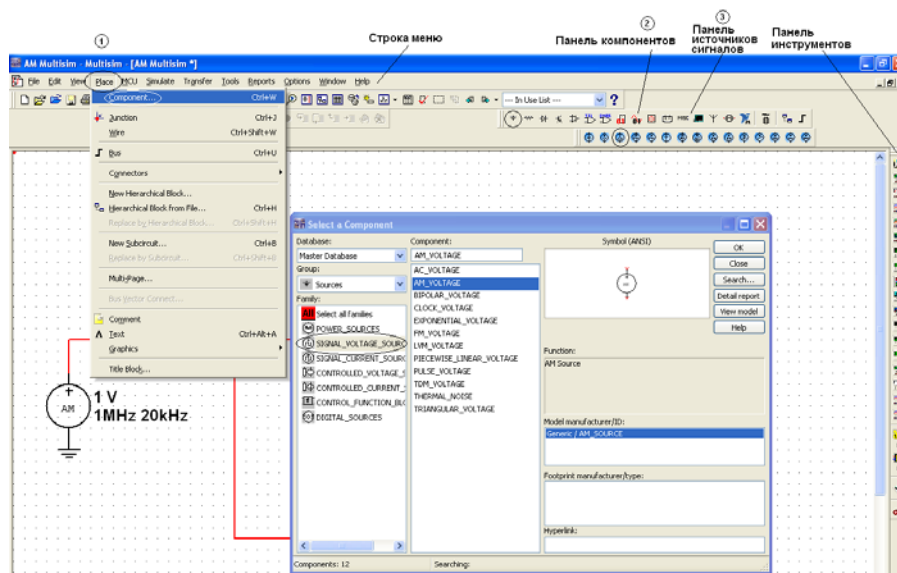 ①
Строка меню
②
Панель компонентов
③
Панель
источников
сигналов
Панель
инструментов
AM Multisim - Multisim - [AM Multisim *]
File Edit View Place MCU Simulate Transfer Tools Reports Options Window Help
--- In Use List ---
?
Component... Ctrl+W
Junction Ctrl+J
Wire Ctrl+Shift+W
Bus Ctrl+U
Connectors
New Hierarchical Block...
Hierarchical Block from File... Ctrl+H
Replace by Hierarchical Block... Ctrl+Shift+H
New Subcircuit... Ctrl+B
Replace by Subcircuit... Ctrl+Shift+B
Multi-Page...
Bus Vector Connect...
Comment
Text Ctrl+Alt+A
Graphics
Title Block...
AM
1 V
1MHz 20kHz
Select a Component
Database:
Master Database
Group:
Sources
Family:
All Select all families
POWER_SOURCES
SIGNAL_VOLTAGE_SOURC
SIGNAL_CURRENT_SOURC
CONTROLLED_VOLTAGE_S
CONTROLLED_CURRENT_
CONTROL_FUNCTION_BLO
DIGITAL_SOURCES
Component:
AM_VOLTAGE
AC_VOLTAGE
AM_VOLTAGE
BIPOLAR_VOLTAGE
CLOCK_VOLTAGE
EXPONENTIAL_VOLTAGE
FM_VOLTAGE
LVM_VOLTAGE
PIECEWISE_LINEAR_VOLTAGE
PULSE_VOLTAGE
TDM_VOLTAGE
THERMAL_NOISE
TRIANGULAR_VOLTAGE
Symbol (ANSI)
OK
Close
Search...
Detail report
View model
Help
Function:
AM Source
Model manufacturer/ID:
Generic / AM_SOURCE
Footprint manufacturer/type:
Hyperlink:
Components: 12 Searching: